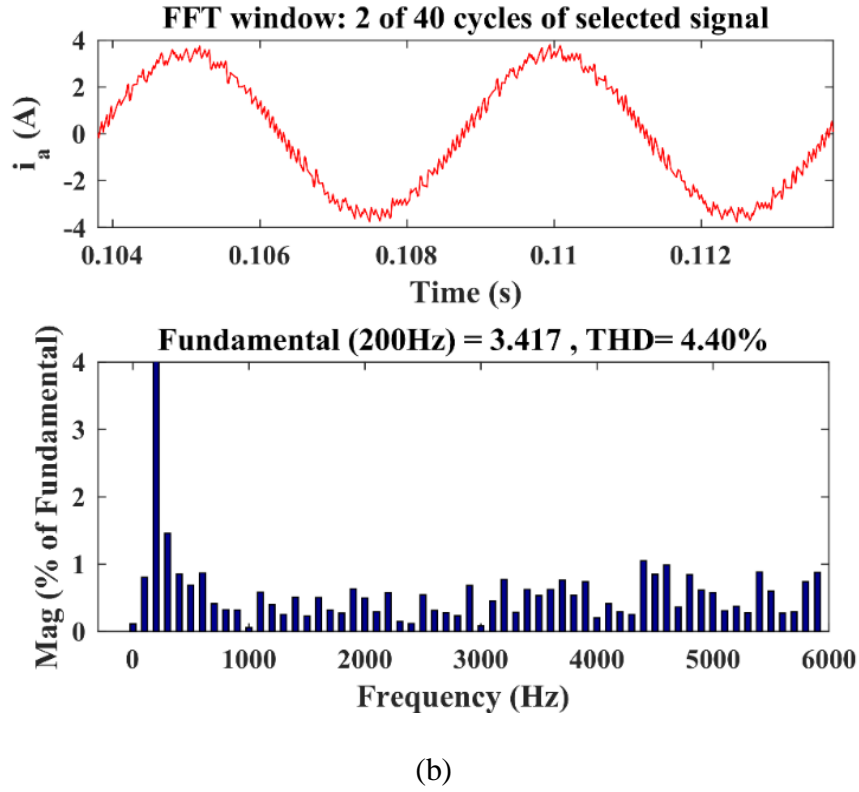 FFT window: 2 of 40 cycles of selected signal
4
2
0
-2
-4
i_a (A)
0.104 0.106 0.108 0.11 0.112
Time (s)
Fundamental (200Hz) = 3.417 , THD= 4.40%
4
3
2
1
0
Mag (% of Fundamental)
0 1000 2000 3000 4000 5000 6000
Frequency (Hz)
(b)